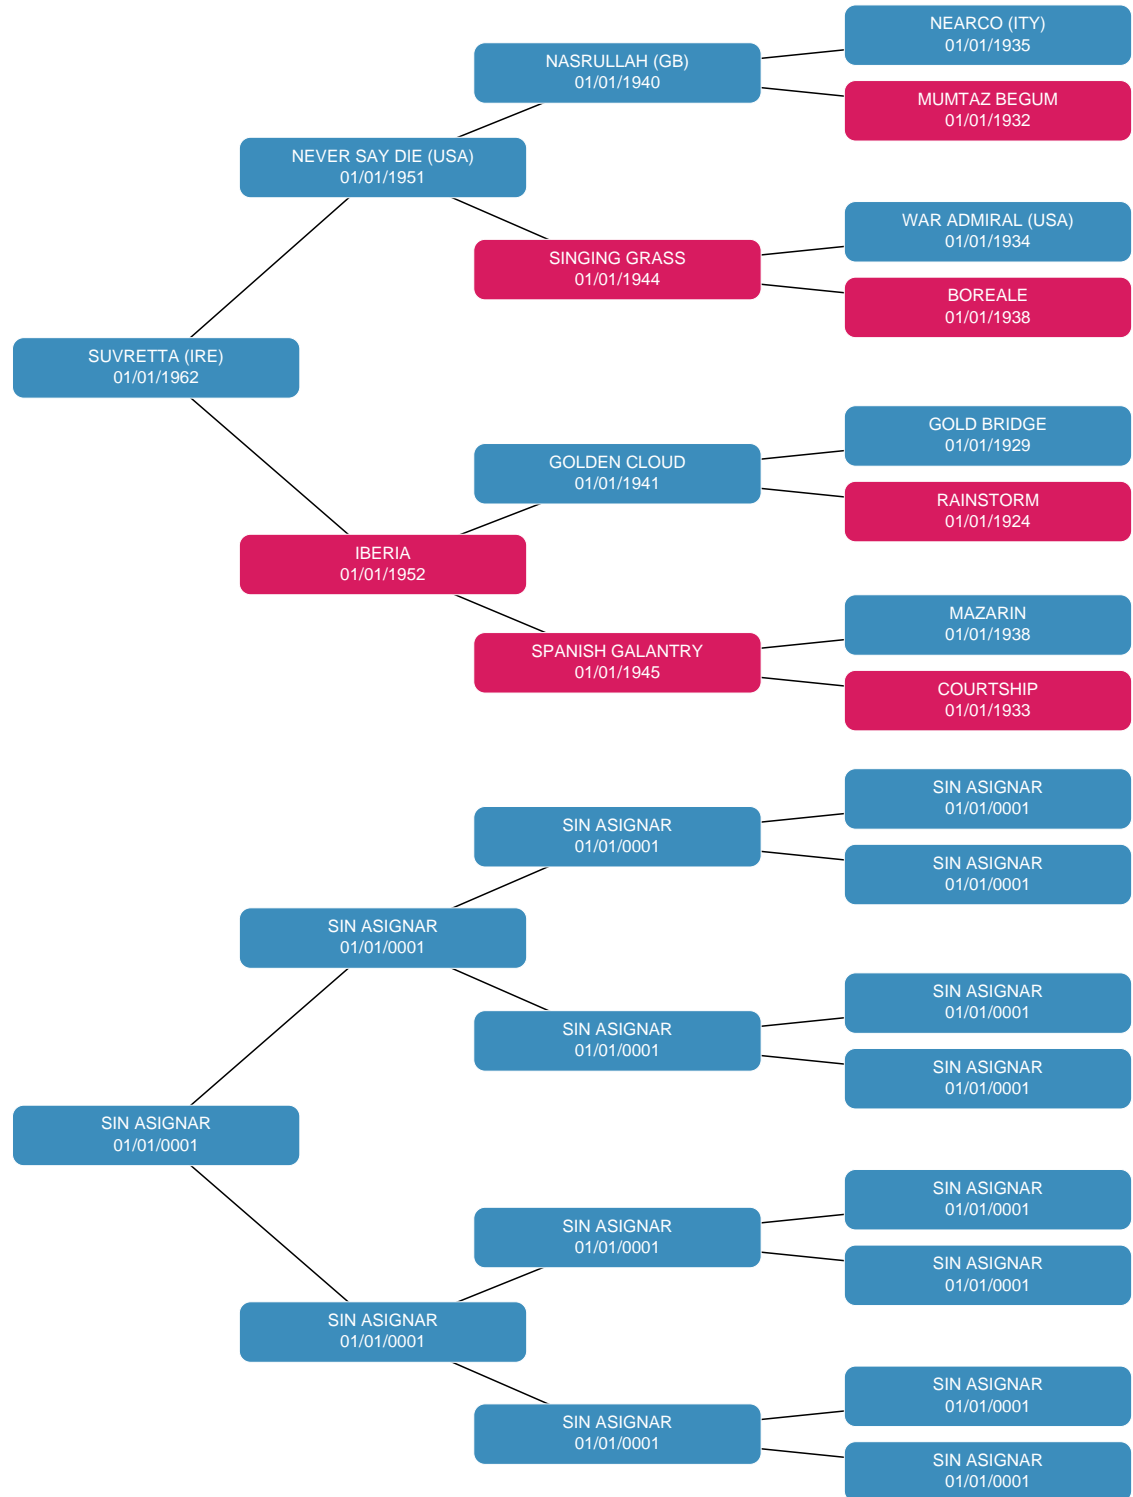 NEARCO (ITY)
01/01/1935
NASRULLAH (GB)
01/01/1940
MUMTAZ BEGUM
01/01/1932
NEVER SAY DIE (USA)
01/01/1951
WAR ADMIRAL (USA)
01/01/1934
SINGING GRASS
01/01/1944
BOREALE
01/01/1938
SUVRETTA (IRE)
01/01/1962
GOLD BRIDGE
01/01/1929
GOLDEN CLOUD
01/01/1941
RAINSTORM
01/01/1924
IBERIA
01/01/1952
MAZARIN
01/01/1938
SPANISH GALANTRY
01/01/1945
COURTSHIP
01/01/1933
SIN ASIGNAR
01/01/0001
SIN ASIGNAR
01/01/0001
SIN ASIGNAR
01/01/0001
SIN ASIGNAR
01/01/0001
SIN ASIGNAR
01/01/0001
SIN ASIGNAR
01/01/0001
SIN ASIGNAR
01/01/0001
SIN ASIGNAR
01/01/0001
SIN ASIGNAR
01/01/0001
SIN ASIGNAR
01/01/0001
SIN ASIGNAR
01/01/0001
SIN ASIGNAR
01/01/0001
SIN ASIGNAR
01/01/0001
SIN ASIGNAR
01/01/0001
SIN ASIGNAR
01/01/0001